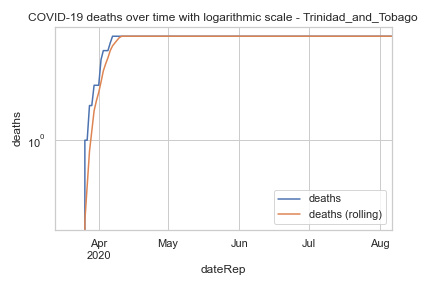 COVID-19 deaths over time with logarithmic scale - Trinidad_and_Tobago
deaths
10⁰
deaths
deaths (rolling)
Apr
2020
May
Jun
Jul
Aug
dateRep